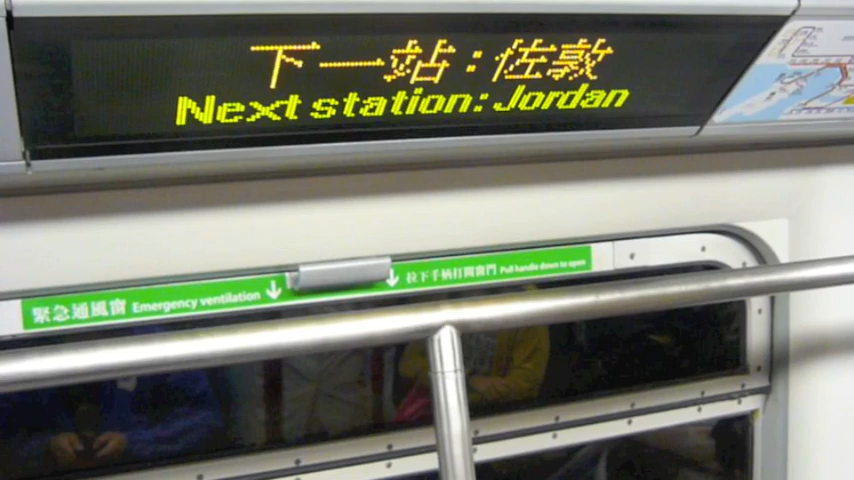 下一站：佐敦
Next station: Jordan
緊急通風窗 Emergency ventilation ↓ ↓ 拉下手柄打開窗門 Pull handle down to open